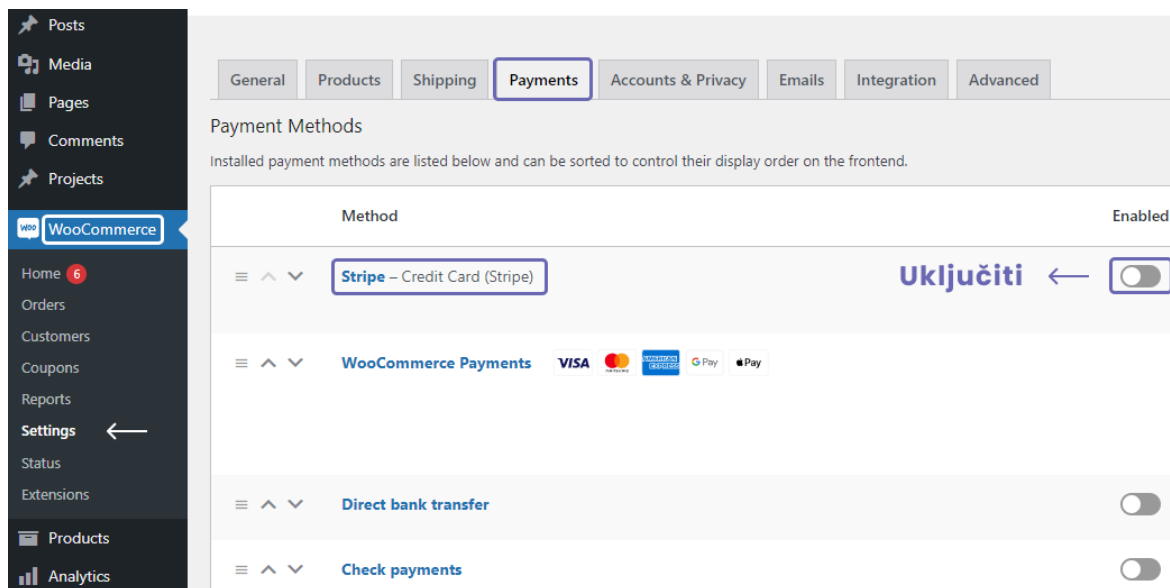 Posts
Media
Pages
Comments
Projects
WooCommerce
Home 6
Orders
Customers
Coupons
Reports
Settings
Status
Extensions
Products
Analytics
General Products Shipping Payments Accounts & Privacy Emails Integration Advanced
Payment Methods
Installed payment methods are listed below and can be sorted to control their display order on the frontend.
Method Enabled
Stripe – Credit Card (Stripe) Uključiti
WooCommerce Payments VISA AMERICAN EXPRESS G Pay Pay
Direct bank transfer
Check payments